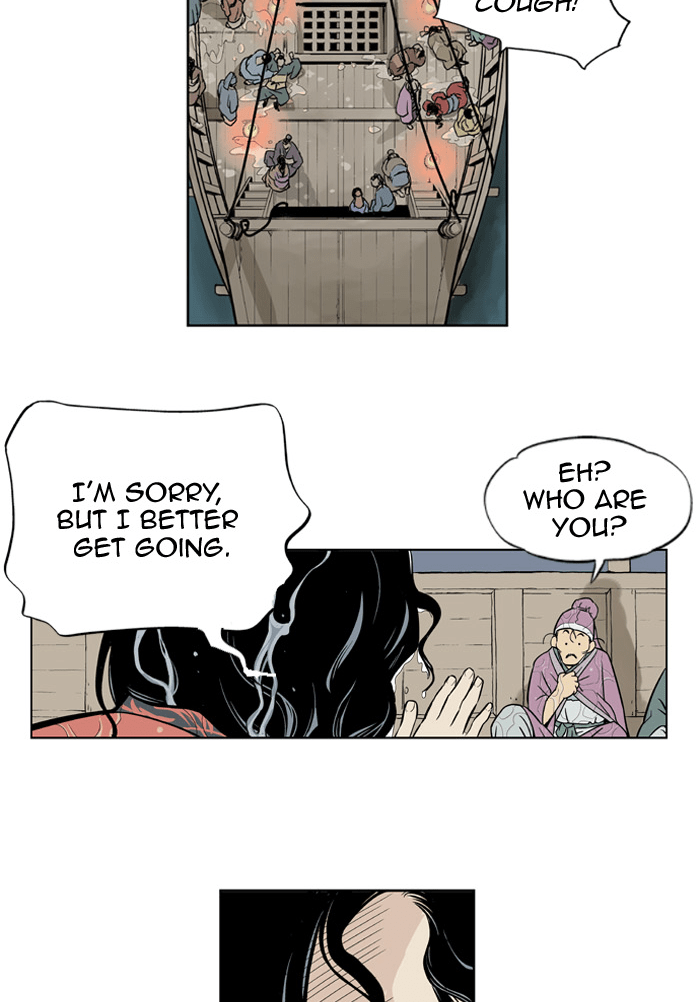 COUGH!
I'M SORRY,
BUT I BETTER
GET GOING.
EH?
WHO ARE
YOU?